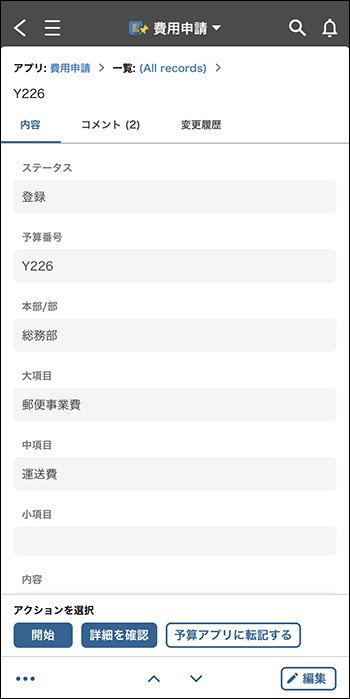 費用申請
アプリ: 費用申請 > 一覧: (All records) >
Y226
内容 コメント (2) 変更履歴
ステータス
登録
予算番号
Y226
本部/部
総務部
大項目
郵便事業費
中項目
運送費
小項目
内容
アクションを選択
開始 詳細を確認 予算アプリに転記する
編集